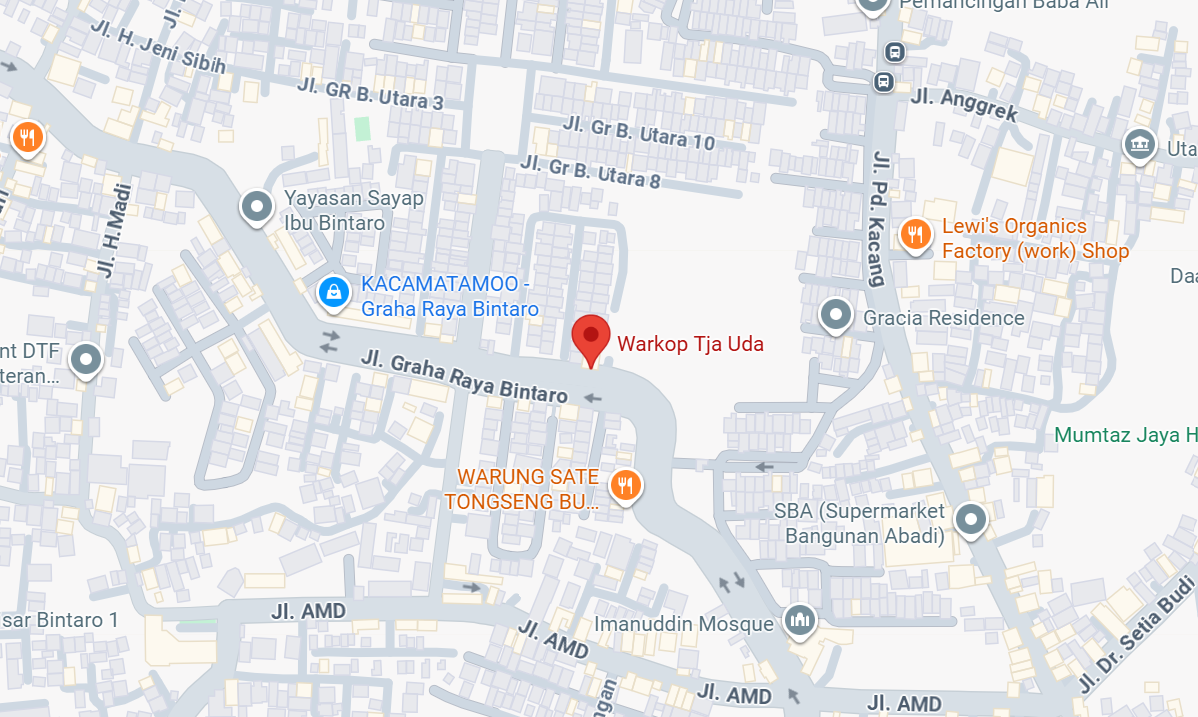 Pemancingan Baba Ali
Jl. H. Jeni Sibih
Jl. GR B. Utara 3
Jl. Anggrek
Jl. Gr B. Utara 10
Jl. Gr B. Utara 8
Uta
Jl. Pd. Kacang
Yayasan Sayap
Ibu Bintaro
Jl. H.Madi
Lewi's Organics
Factory (work) Shop
Daa
KACAMATAMOO -
Graha Raya Bintaro
Gracia Residence
Warkop Tja Uda
nt DTF
teran...
Jl. Graha Raya Bintaro
Mumtaz Jaya H
WARUNG SATE
TONGSENG BU...
SBA (Supermarket
Bangunan Abadi)
Jl. AMD
sar Bintaro 1
Imanuddin Mosque
Jl. AMD
Jl. Dr. Setia Budi
Jl. AMD
Jl. AMD
ngan